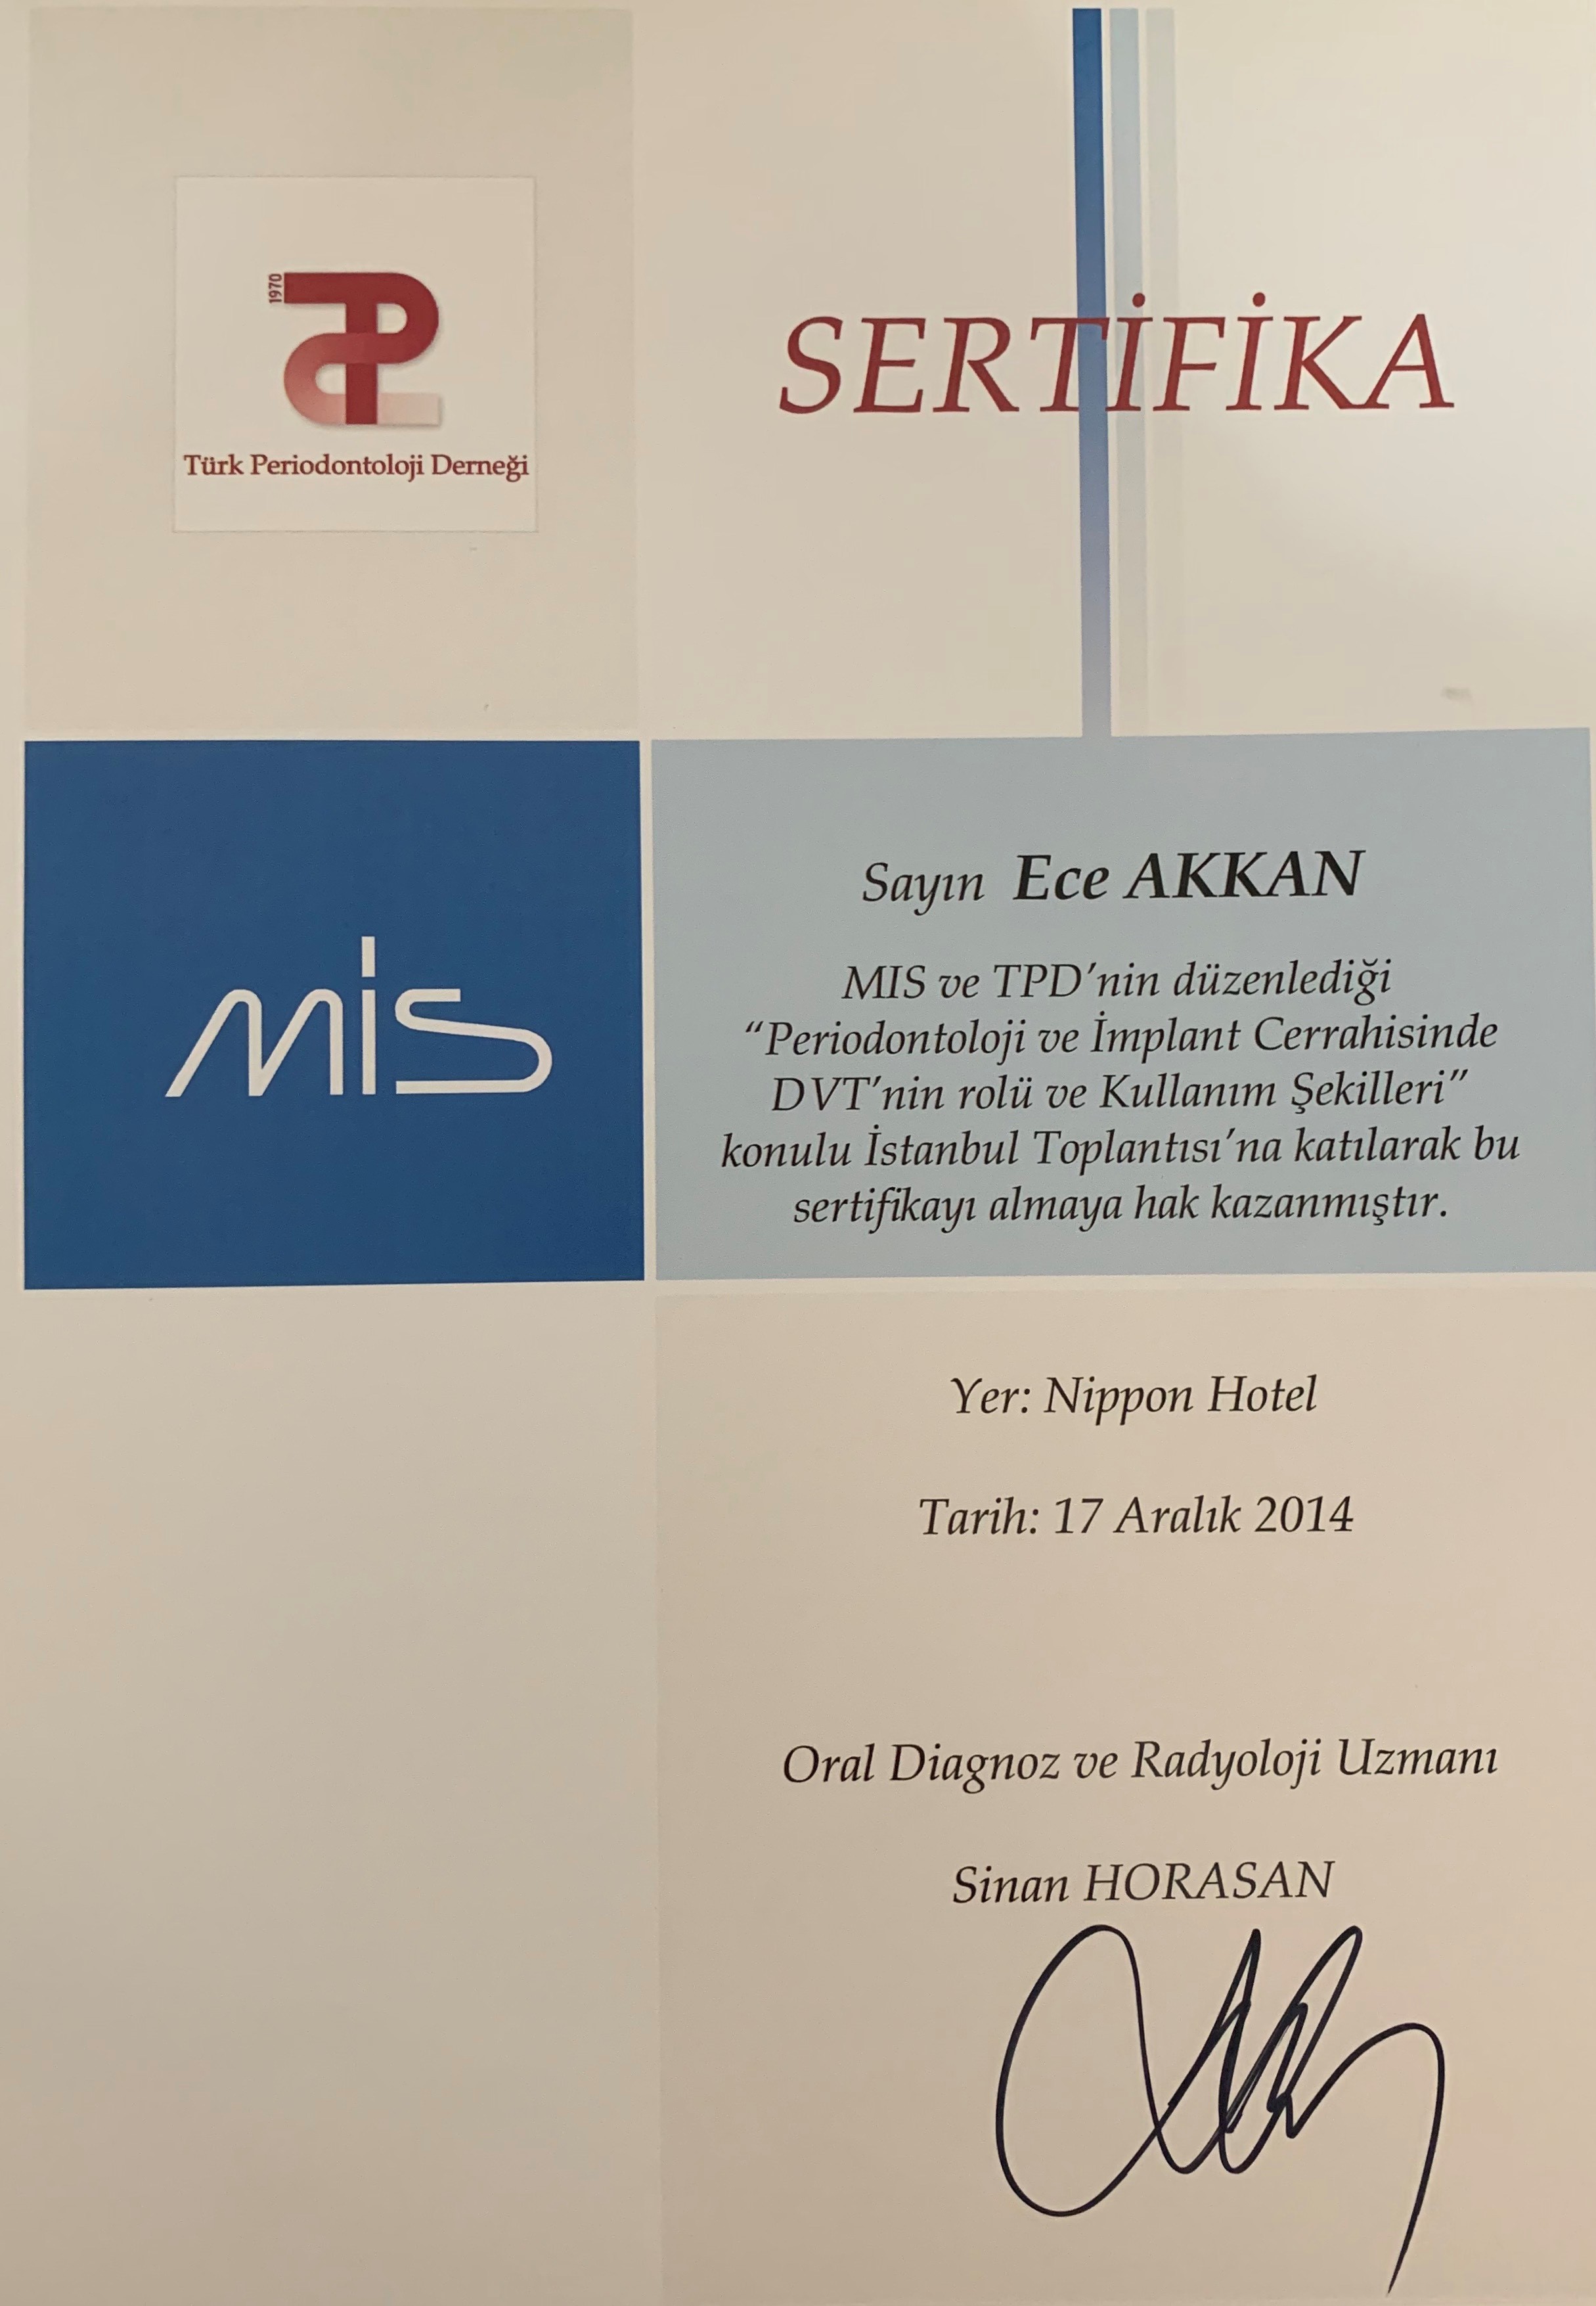 1970
Türk Periodontoloji Derneği
SERTİFİKA
mis
Sayın Ece AKKAN
MIS ve TPD’nin düzenlediği
“Periodontoloji ve İmplant Cerrahisinde
DVT’nin rolü ve Kullanım Şekilleri”
konulu İstanbul Toplantısı’na katılarak bu
sertifikayı almaya hak kazanmıştır.
Yer: Nippon Hotel
Tarih: 17 Aralık 2014
Oral Diagnoz ve Radyoloji Uzmanı
Sinan HORASAN